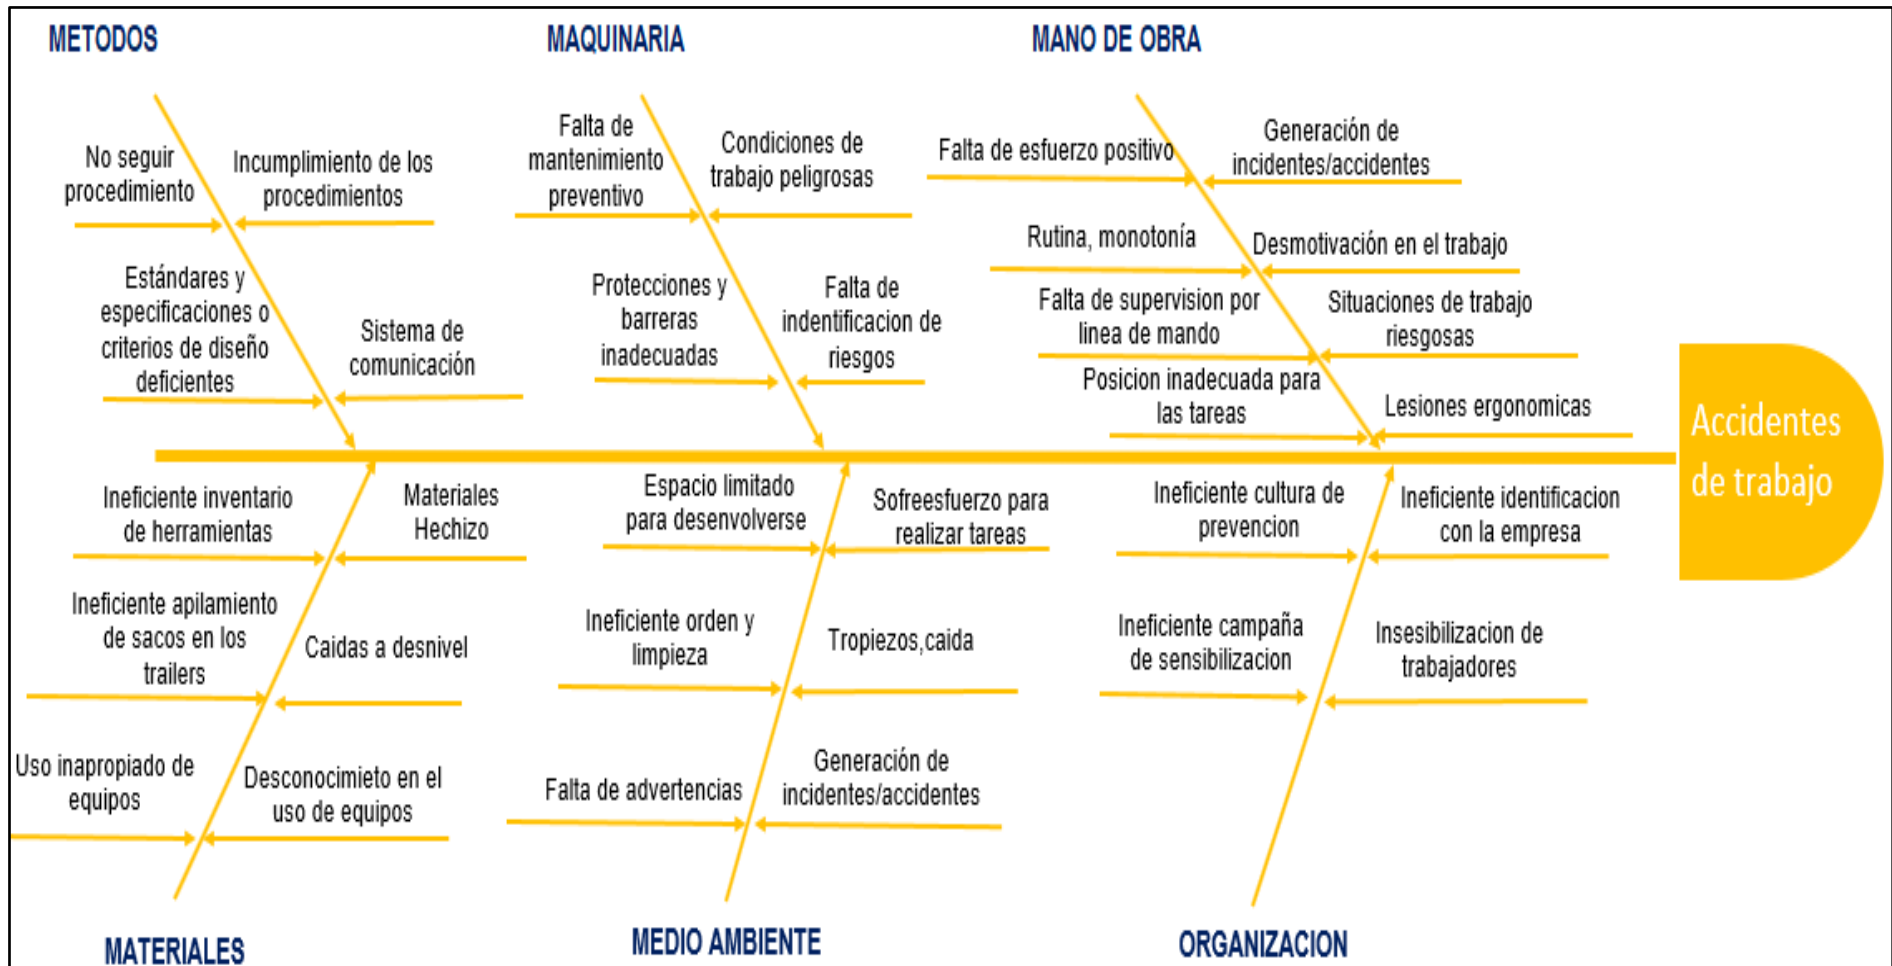 METODOS
MAQUINARIA
MANO DE OBRA
No seguir
procedimiento
Incumplimiento de los
procedimientos
Estándares y
especificaciones o
criterios de diseño
deficientes
Sistema de
comunicación
Falta de
mantenimiento
preventivo
Condiciones de
trabajo peligrosas
Protecciones y
barreras
inadecuadas
Falta de
indentificacion de
riesgos
Falta de esfuerzo positivo
Generación de
incidentes/accidentes
Rutina, monotonía
Desmotivación en el trabajo
Falta de supervision por
linea de mando
Situaciones de trabajo
riesgosas
Posicion inadecuada para
las tareas
Lesiones ergonomicas
Accidentes
de trabajo
Ineficiente inventario
de herramientas
Materiales
Hechizo
Ineficiente apilamiento
de sacos en los
trailers
Caidas a desnivel
Uso inapropiado de
equipos
Desconocimieto en el
uso de equipos
Espacio limitado
para desenvolverse
Sofreesfuerzo para
realizar tareas
Ineficiente orden y
limpieza
Tropiezos,caida
Falta de advertencias
Generación de
incidentes/accidentes
Ineficiente cultura de
prevencion
Ineficiente identificacion
con la empresa
Ineficiente campaña
de sensibilizacion
Insesibilizacion de
trabajadores
MATERIALES
MEDIO AMBIENTE
ORGANIZACION